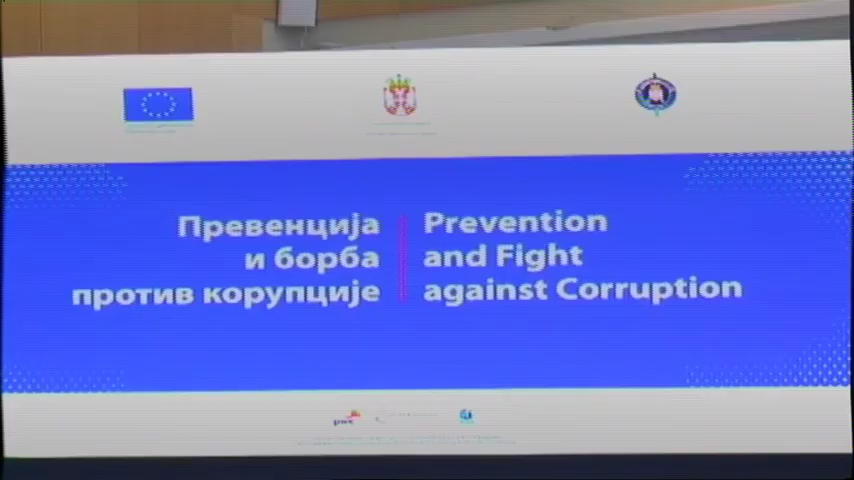 Превенција
и борба
против корупције
Prevention
and Fight
against Corruption
pwc